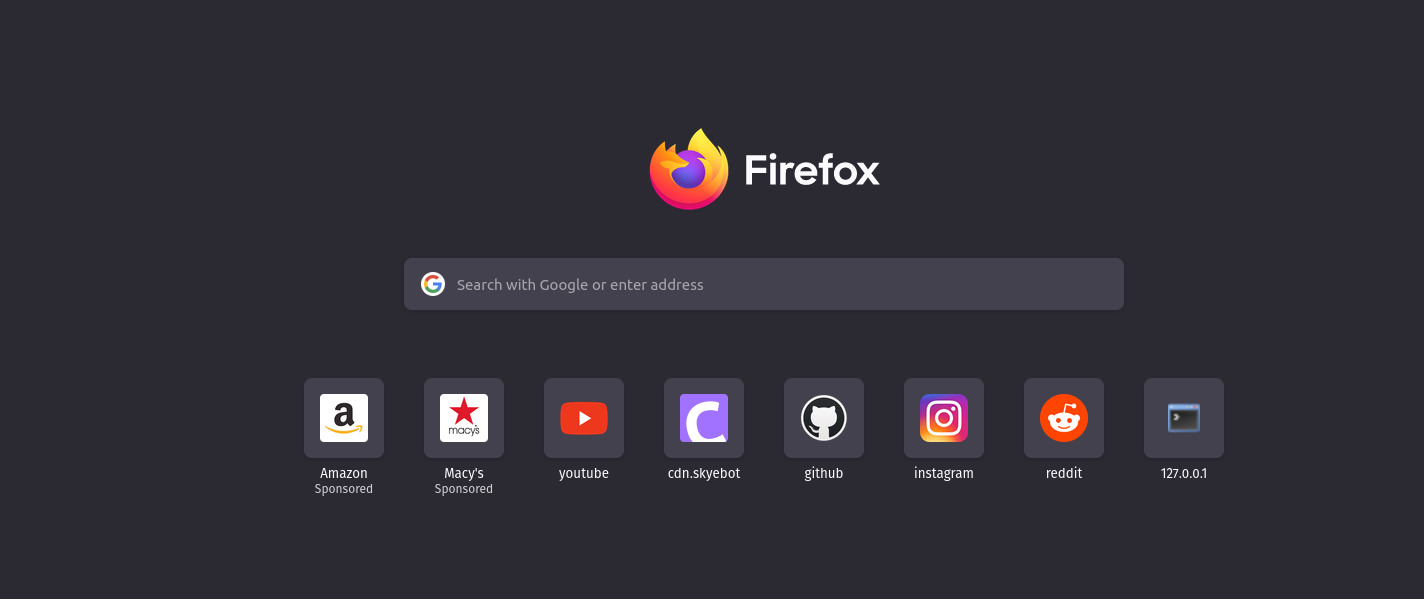 Firefox
Search with Google or enter address
a
macy's
C
Amazon
Sponsored
Macy's
Sponsored
youtube
cdn.skyebot
github
instagram
reddit
127.0.0.1